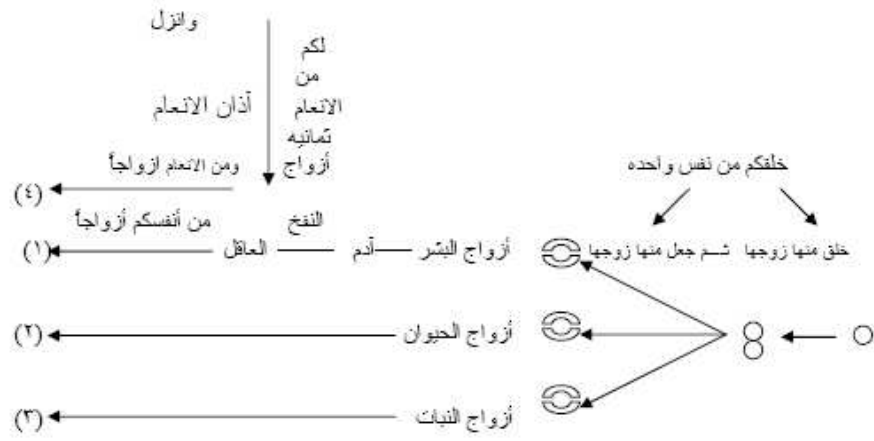 وانزل
لكم
من
الانعام
ثمانيه
أزواج
آذان الانعام
خلقكم من نفس واحده
ومن الانعام ازواجاً
(٤)
خلق منها زوجها
ثـم جعل منها زوجها
أزواج البشر
آدم
النفخ
العاقل
من أنفسكم أزواجاً
(١)
أزواج الحيوان
(٢)
أزواج النبات
(٣)